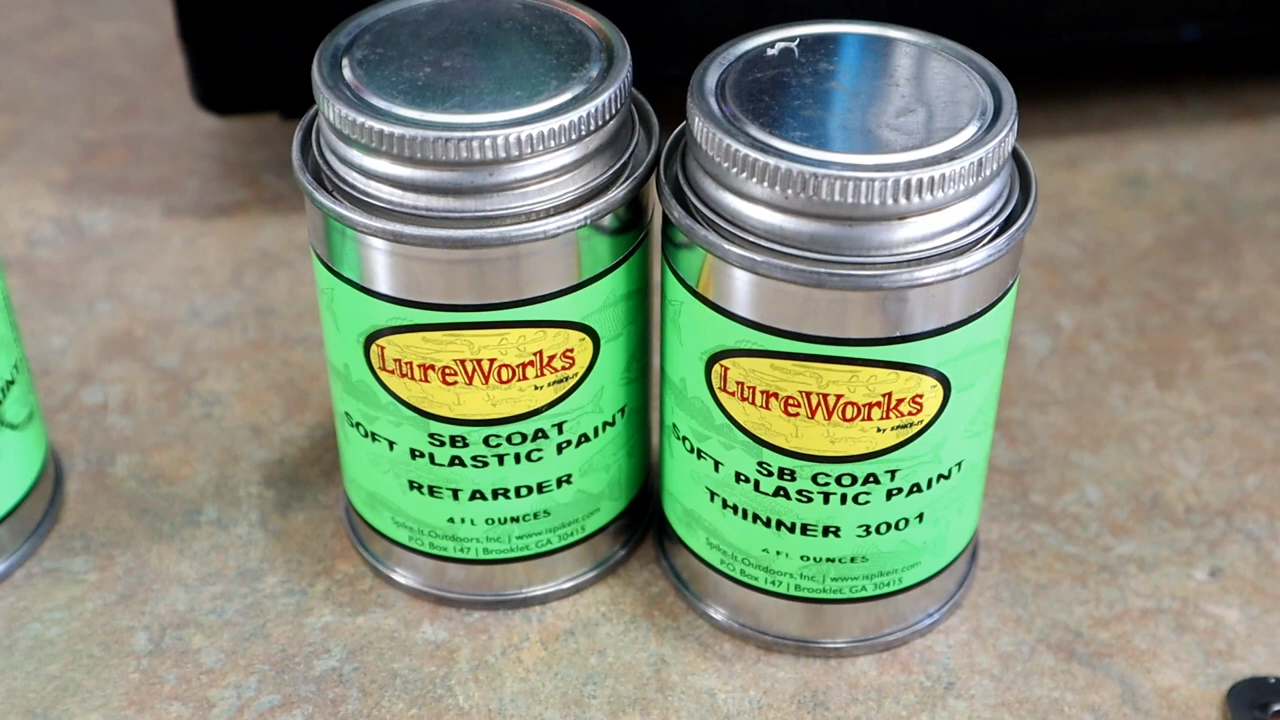 LureWorks
™
by SPIKE-IT
SB COAT
SOFT PLASTIC PAINT
RETARDER
4 FL OUNCES
Spike-It Outdoors, Inc. | www.ispikeit.com
P.O. Box 147 | Brooklet, GA 30415
LureWorks
™
by SPIKE-IT
SB COAT
SOFT PLASTIC PAINT
THINNER 3001
4 FL OUNCES
Spike-It Outdoors, Inc. | www.ispikeit.com
P.O. Box 147 | Brooklet, GA 30415